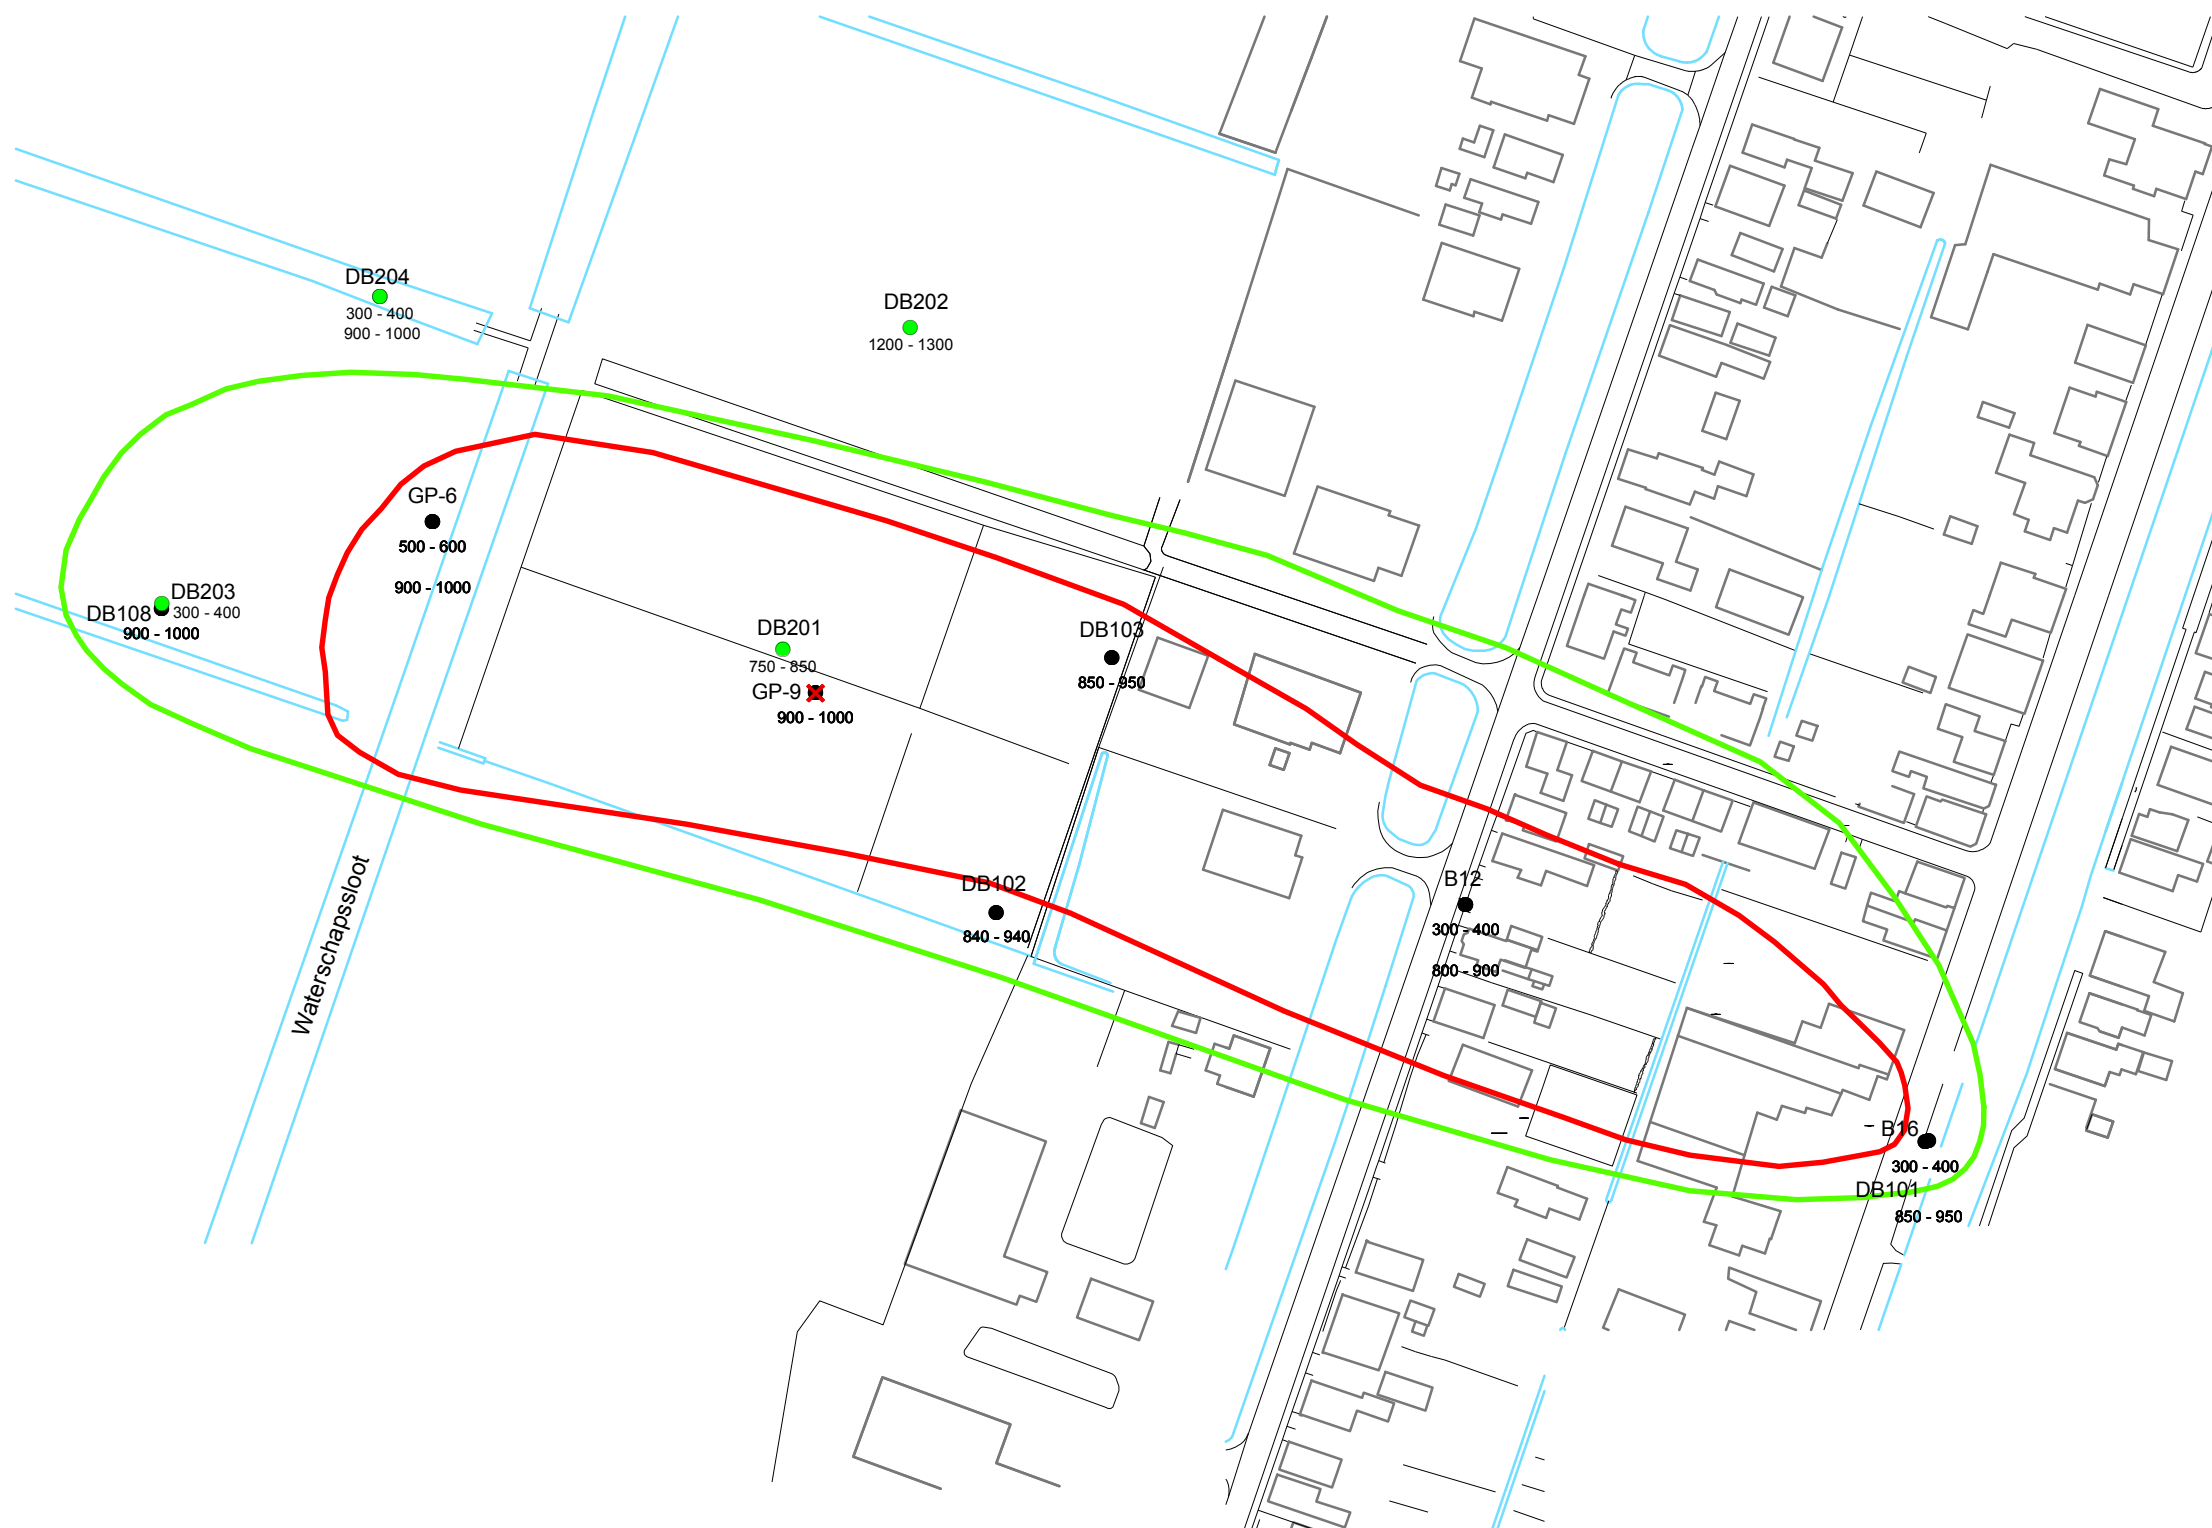 DB204
300 - 400
900 - 1000
DB202
1200 - 1300
GP-6
500 - 600
900 - 1000
DB203
DB108
300 - 400
900 - 1000
DB201
750 - 850
GP-9
900 - 1000
DB103
850 - 950
DB102
840 - 940
B12
300 - 400
800 - 900
Waterschapssloot
B16
300 - 400
DB101
850 - 950